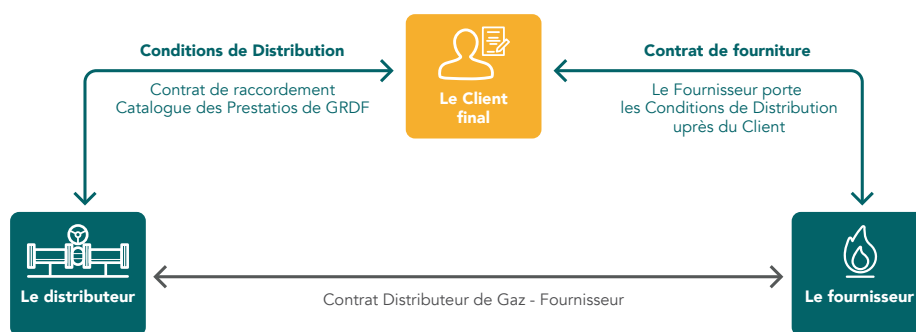 Conditions de Distribution
Contrat de raccordement
Catalogue des Prestatios de GRDF
Le Client
final
Contrat de fourniture
Le Fournisseur porte
les Conditions de Distribution
uprès du Client
Le distributeur
Contrat Distributeur de Gaz - Fournisseur
Le fournisseur